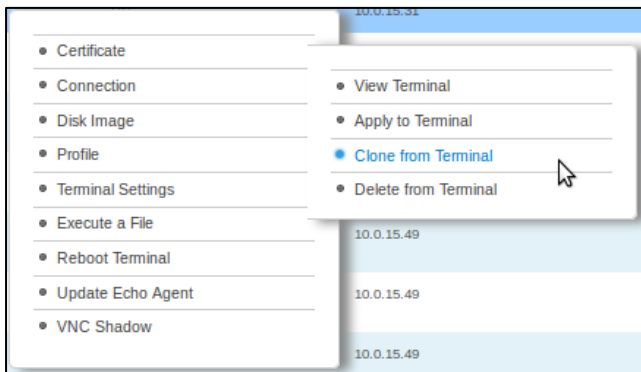 10.0.15.31
Certificate
Connection
Disk Image
Profile
Terminal Settings
Execute a File
Reboot Terminal
Update Echo Agent
VNC Shadow
View Terminal
Apply to Terminal
Clone from Terminal
Delete from Terminal
10.0.15.49
10.0.15.49
10.0.15.49